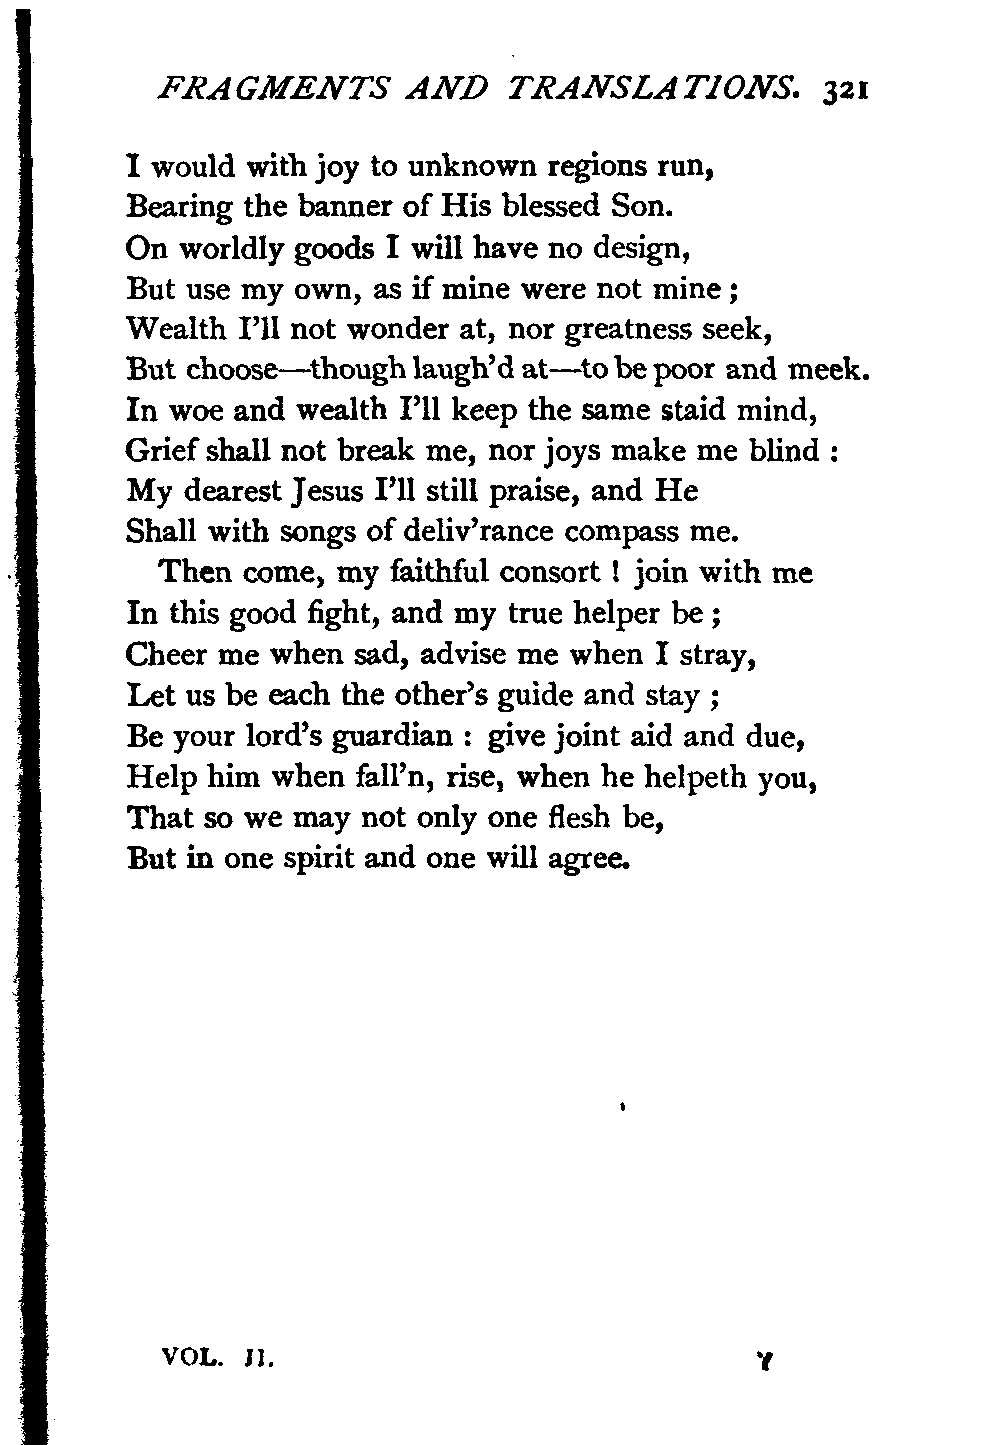 FRAGMENTS AND TRANSLATIONS. 321
I would with joy to unknown regions run,
Bearing the banner of His blessed Son.
On worldly goods I will have no design,
But use my own, as if mine were not mine ;
Wealth I'll not wonder at, nor greatness seek,
But choose—though laugh'd at—to be poor and meek.
In woe and wealth I'll keep the same staid mind,
Grief shall not break me, nor joys make me blind :
My dearest Jesus I'll still praise, and He
Shall with songs of deliv'rance compass me.
Then come, my faithful consort ! join with me
In this good fight, and my true helper be ;
Cheer me when sad, advise me when I stray,
Let us be each the other's guide and stay ;
Be your lord's guardian : give joint aid and due,
Help him when fall'n, rise, when he helpeth you,
That so we may not only one flesh be,
But in one spirit and one will agree.
VOL. II. Y